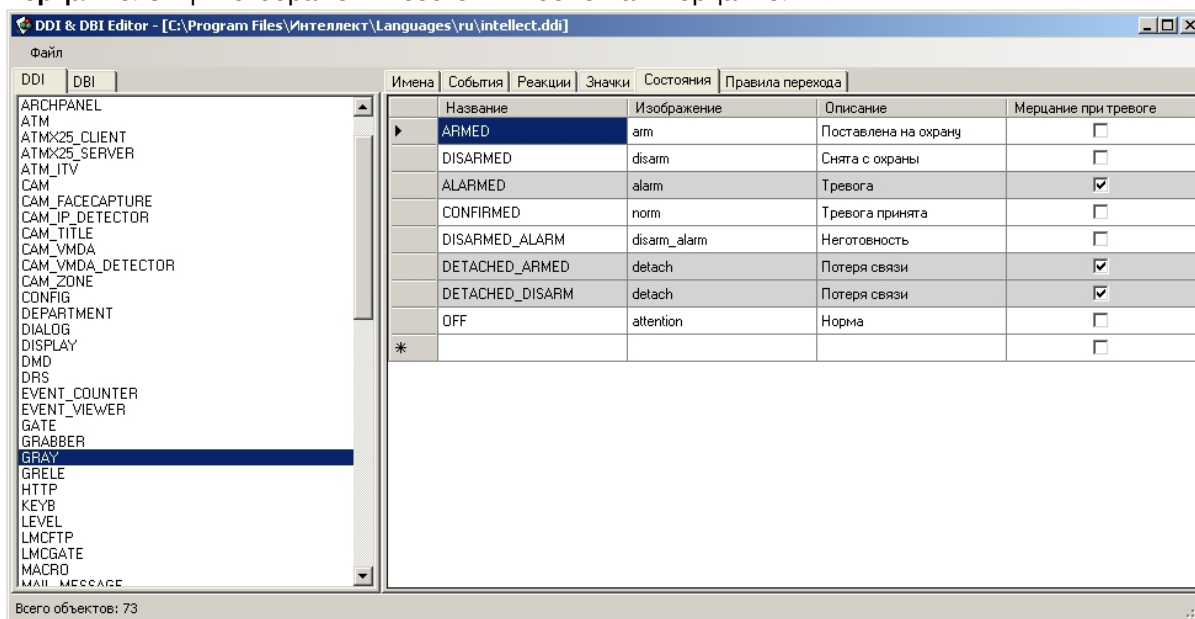 DDI & DBI Editor - [C:\Program Files\Интеллект\Languages\ru\intellect.ddi]
Файл
DDI DBI
ARCHPANEL
ATM
ATMX25_CLIENT
ATMX25_SERVER
ATM_ITV
CAM
CAM_FACECAPTURE
CAM_IP_DETECTOR
CAM_TITLE
CAM_VMDA
CAM_VMDA_DETECTOR
CAM_ZONE
CONFIG
DEPARTMENT
DIALOG
DISPLAY
DMD
DRS
EVENT_COUNTER
EVENT_VIEWER
GATE
GRABBER
GRAY
GRELE
HTTP
KEYB
LEVEL
LMCFTP
LMCGATE
MACRO
MAIL_MESSAGE
Имена События Реакции Значки Состояния Правила перехода
Название Изображение Описание Мерцание при тревоге
ARMED arm Поставлена на охрану
DISARMED disarm Снята с охраны
ALARMED alarm Тревога
CONFIRMED norm Тревога принята
DISARMED_ALARM disarm_alarm Неготовность
DETACHED_ARMED detach Потеря связи
DETACHED_DISARM detach Потеря связи
OFF attention Норма
Всего объектов: 73